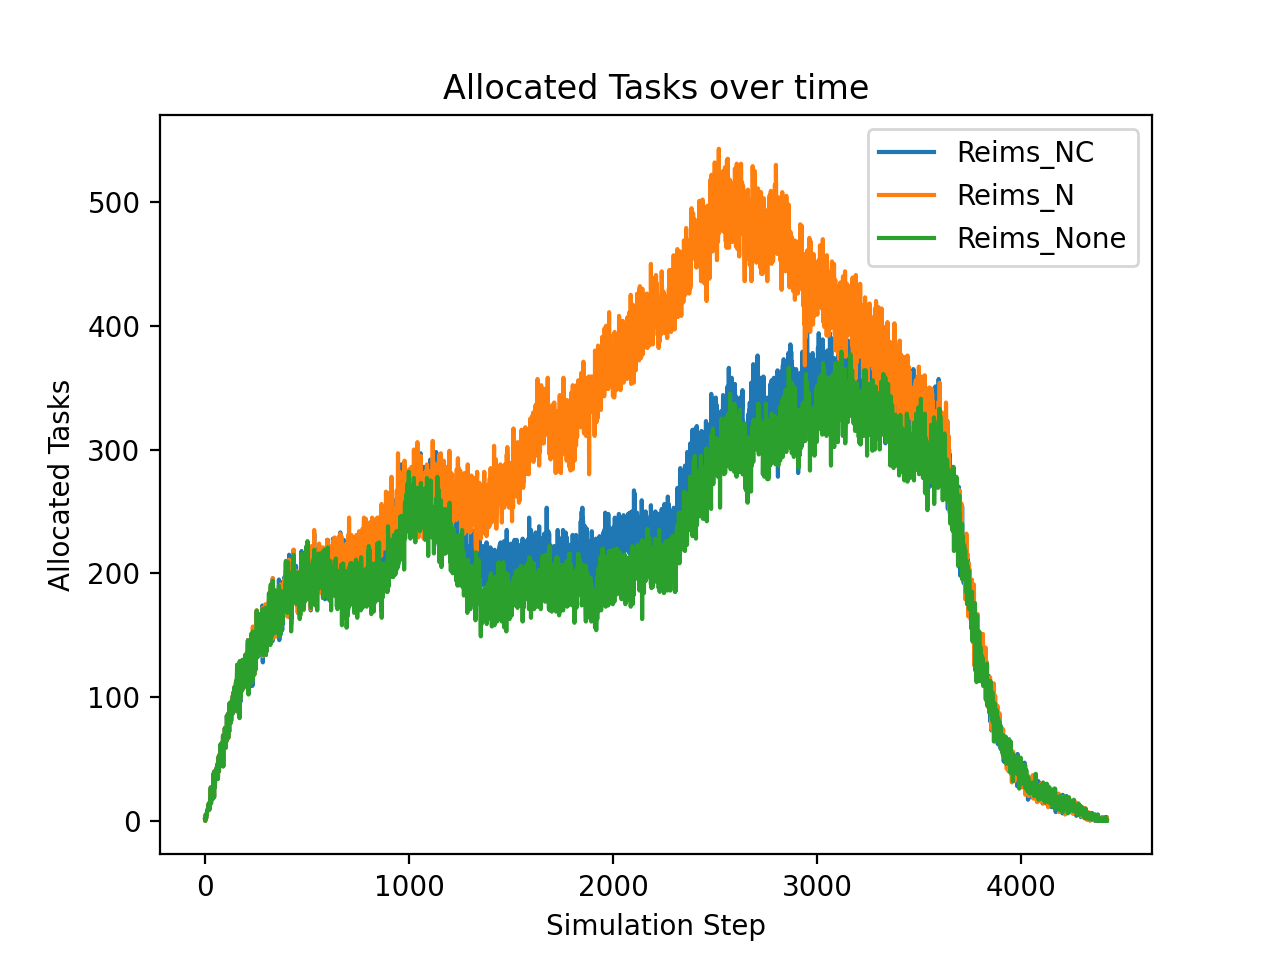 Allocated Tasks over time
Reims_NC
Reims_N
Reims_None
Allocated Tasks
500
400
300
200
100
0
0 1000 2000 3000 4000
Simulation Step